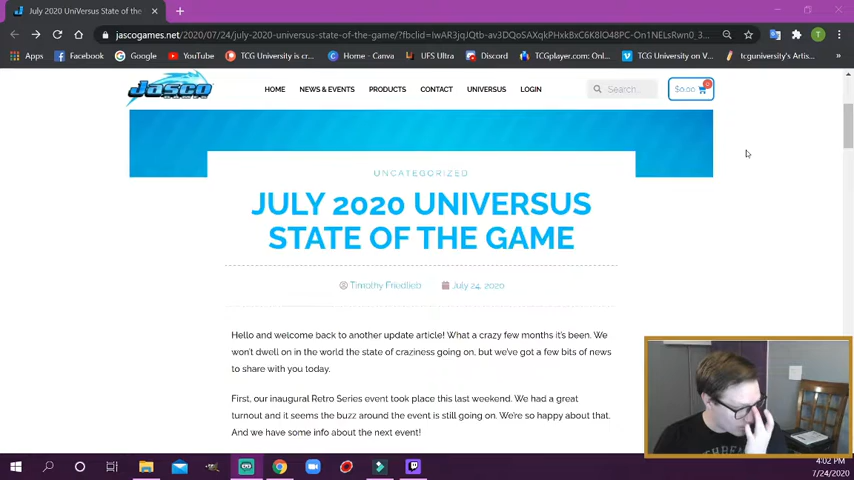 July 2020 UniVersus State of the
jascogames.net/2020/07/24/july-2020-universus-state-of-the-game/?fbclid=IwAR3jqJQtb-av3DQoSAXqkPHxkBxC6K8IO48PC-On1NELsRwn0_3...
Apps Facebook Google YouTube TCG University is cr... Home - Canva UFS Ultra Discord TCGplayer.com: Onl... TCG University on V... tcguniversity's Artis... »
JASCO GAMES HOME NEWS & EVENTS PRODUCTS CONTACT UNIVERSUS LOGIN Search... $0.00 0
UNCATEGORIZED
JULY 2020 UNIVERSUS
STATE OF THE GAME
Timothy Friedlieb July 24, 2020
Hello and welcome back to another update article! What a crazy few months it's been. We
won't dwell on in the world the state of craziness going on, but we've got a few bits of news
to share with you today.
First, our inaugural Retro Series event took place this last weekend. We had a great
turnout and it seems the buzz around the event is still going on. We're so happy about that.
And we have some info about the next event!
4:02 PM
7/24/2020